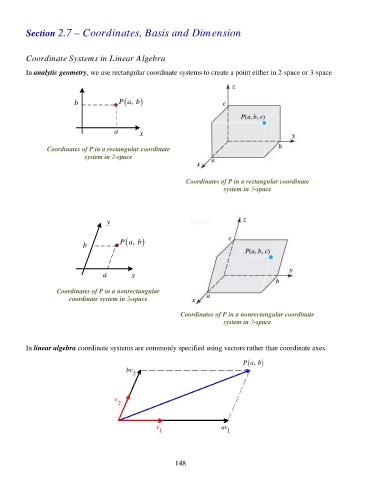 Section 2.7 – Coordinates, Basis and Dimension
Coordinate Systems in Linear Algebra
In analytic geometry, we use rectangular coordinate systems to create a point either in 2-space or 3-space
b
P(a, b)
a
x
z
c
P(a, b, c)
y
b
a
x
Coordinates of P in a rectangular coordinate
system in 2-space
Coordinates of P in a rectangular coordinate
system in 3-space
y
b
P(a, b)
a
x
z
c
P(a, b, c)
y
b
a
x
Coordinates of P in a nonrectangular
coordinate system in 2-space
Coordinates of P in a nonrectangular coordinate
system in 3-space
In linear algebra coordinate systems are commonly specified using vectors rather than coordinate axes.
P(a, b)
bv2
v2
v1
av1
148